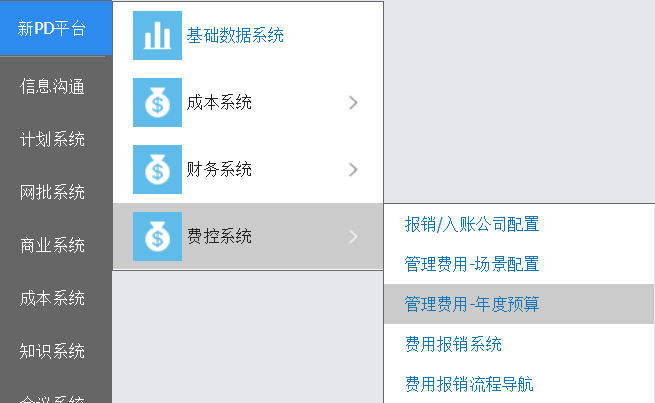 新PD平台
信息沟通
计划系统
网批系统
商业系统
成本系统
知识系统
会议系统
基础数据系统
成本系统
财务系统
费控系统
报销/入账公司配置
管理费用-场景配置
管理费用-年度预算
费用报销系统
费用报销流程导航